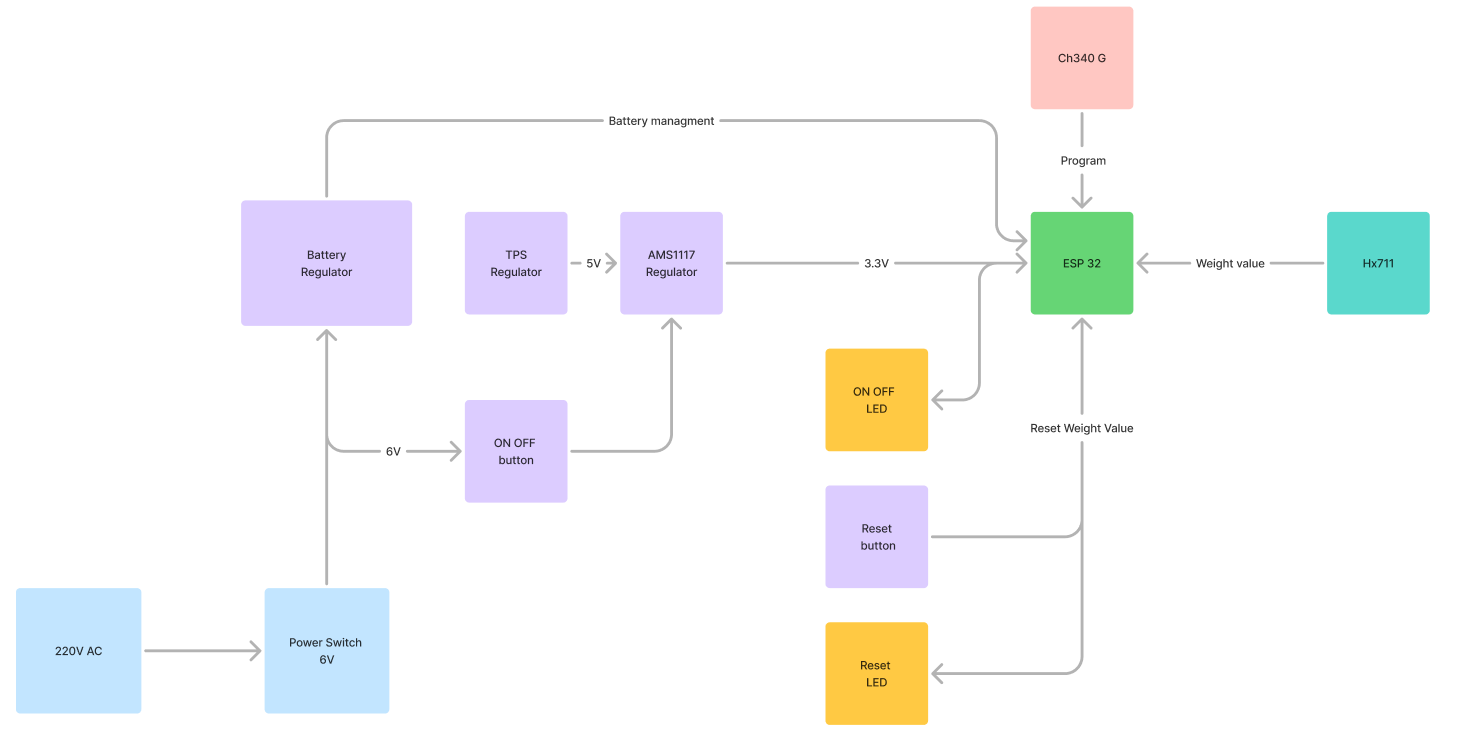 Ch340 G
Battery managment
Program
Battery
Regulator
TPS
Regulator
5V
AMS1117
Regulator
3.3V
ESP 32
Weight value
Hx711
ON OFF
LED
6V
ON OFF
button
Reset Weight Value
Reset
button
220V AC
Power Switch
6V
Reset
LED